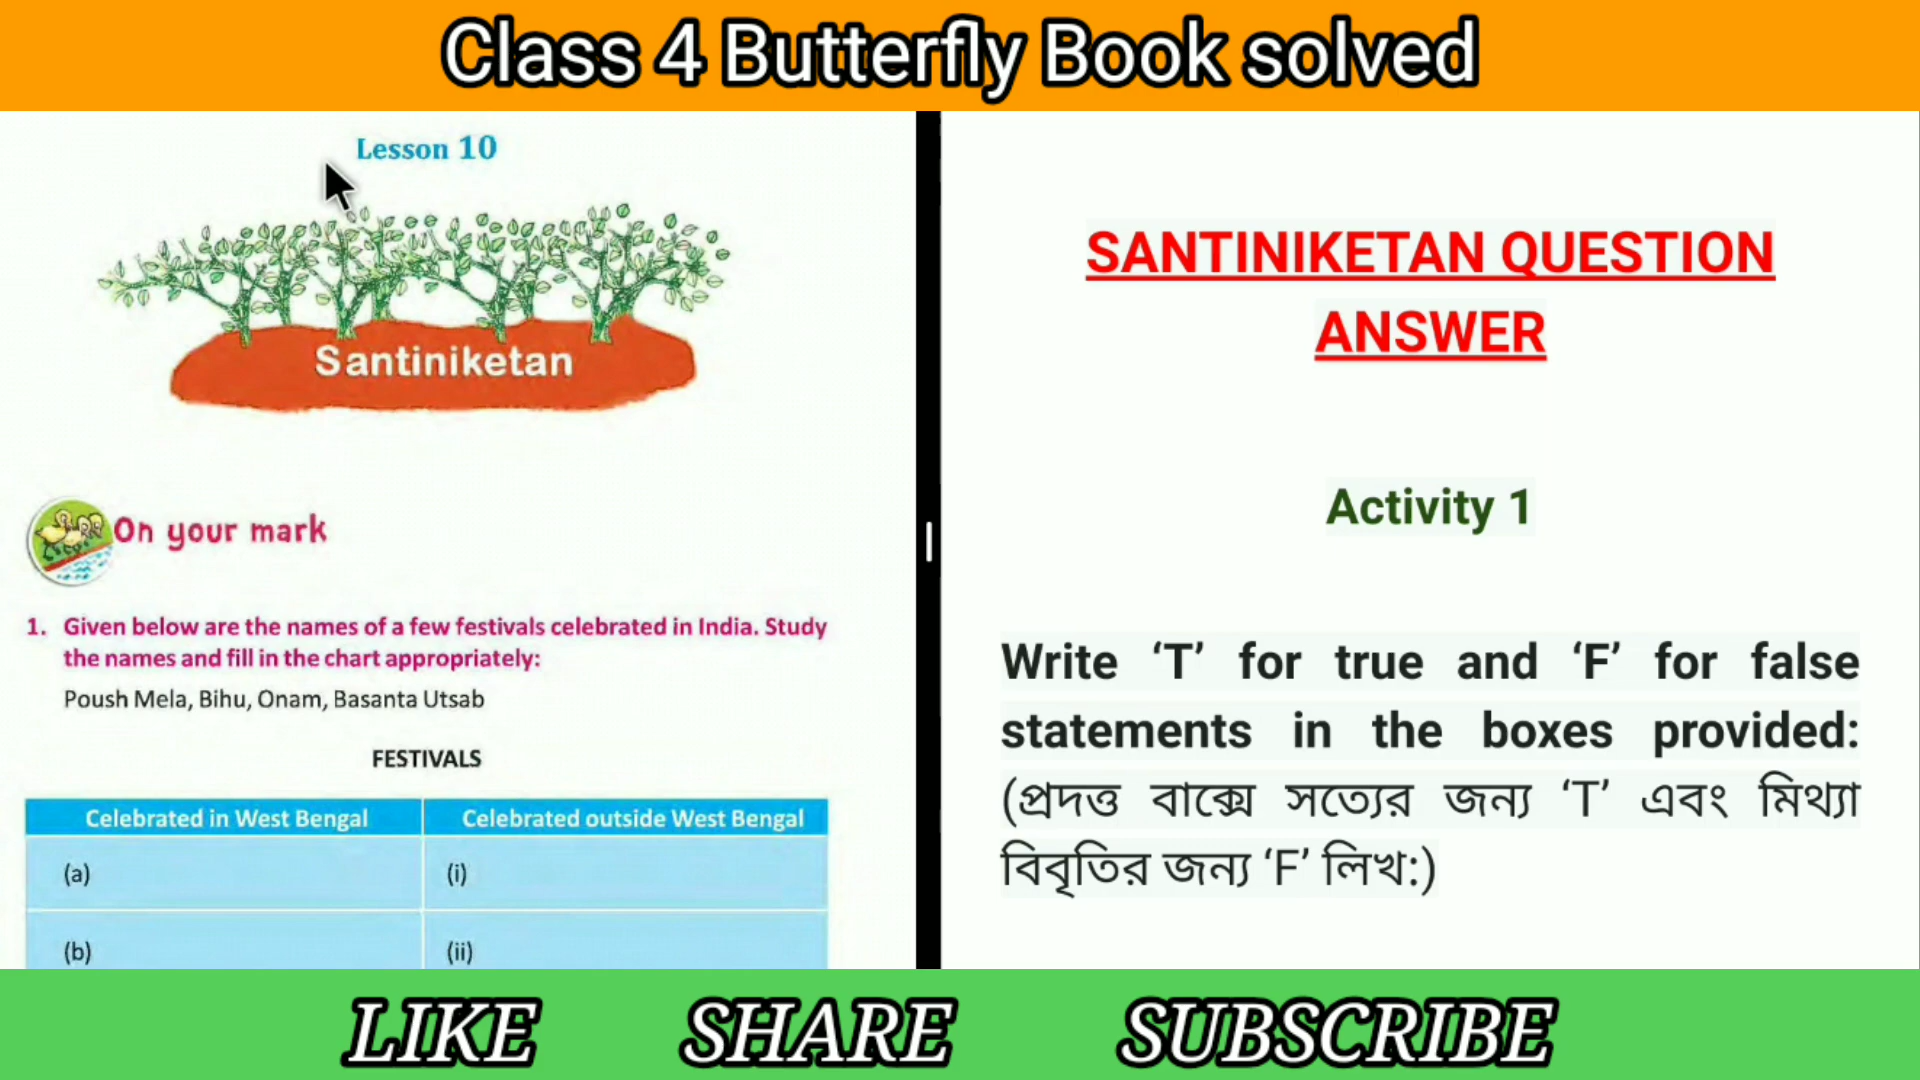 Class 4 Butterfly Book solved
Lesson 10
Santiniketan
On your mark
1. Given below are the names of a few festivals celebrated in India. Study
the names and fill in the chart appropriately:
Poush Mela, Bihu, Onam, Basanta Utsab
FESTIVALS
Celebrated in West Bengal Celebrated outside West Bengal
(a) (i)
(b) (ii)
SANTINIKETAN QUESTION
ANSWER
Activity 1
Write ‘T’ for true and ‘F’ for false
statements in the boxes provided:
(প্রদত্ত বাক্সে সত্যের জন্য ‘T’ এবং মিথ্যা
বিবৃতির জন্য ‘F’ লিখ:)
LIKE SHARE SUBSCRIBE